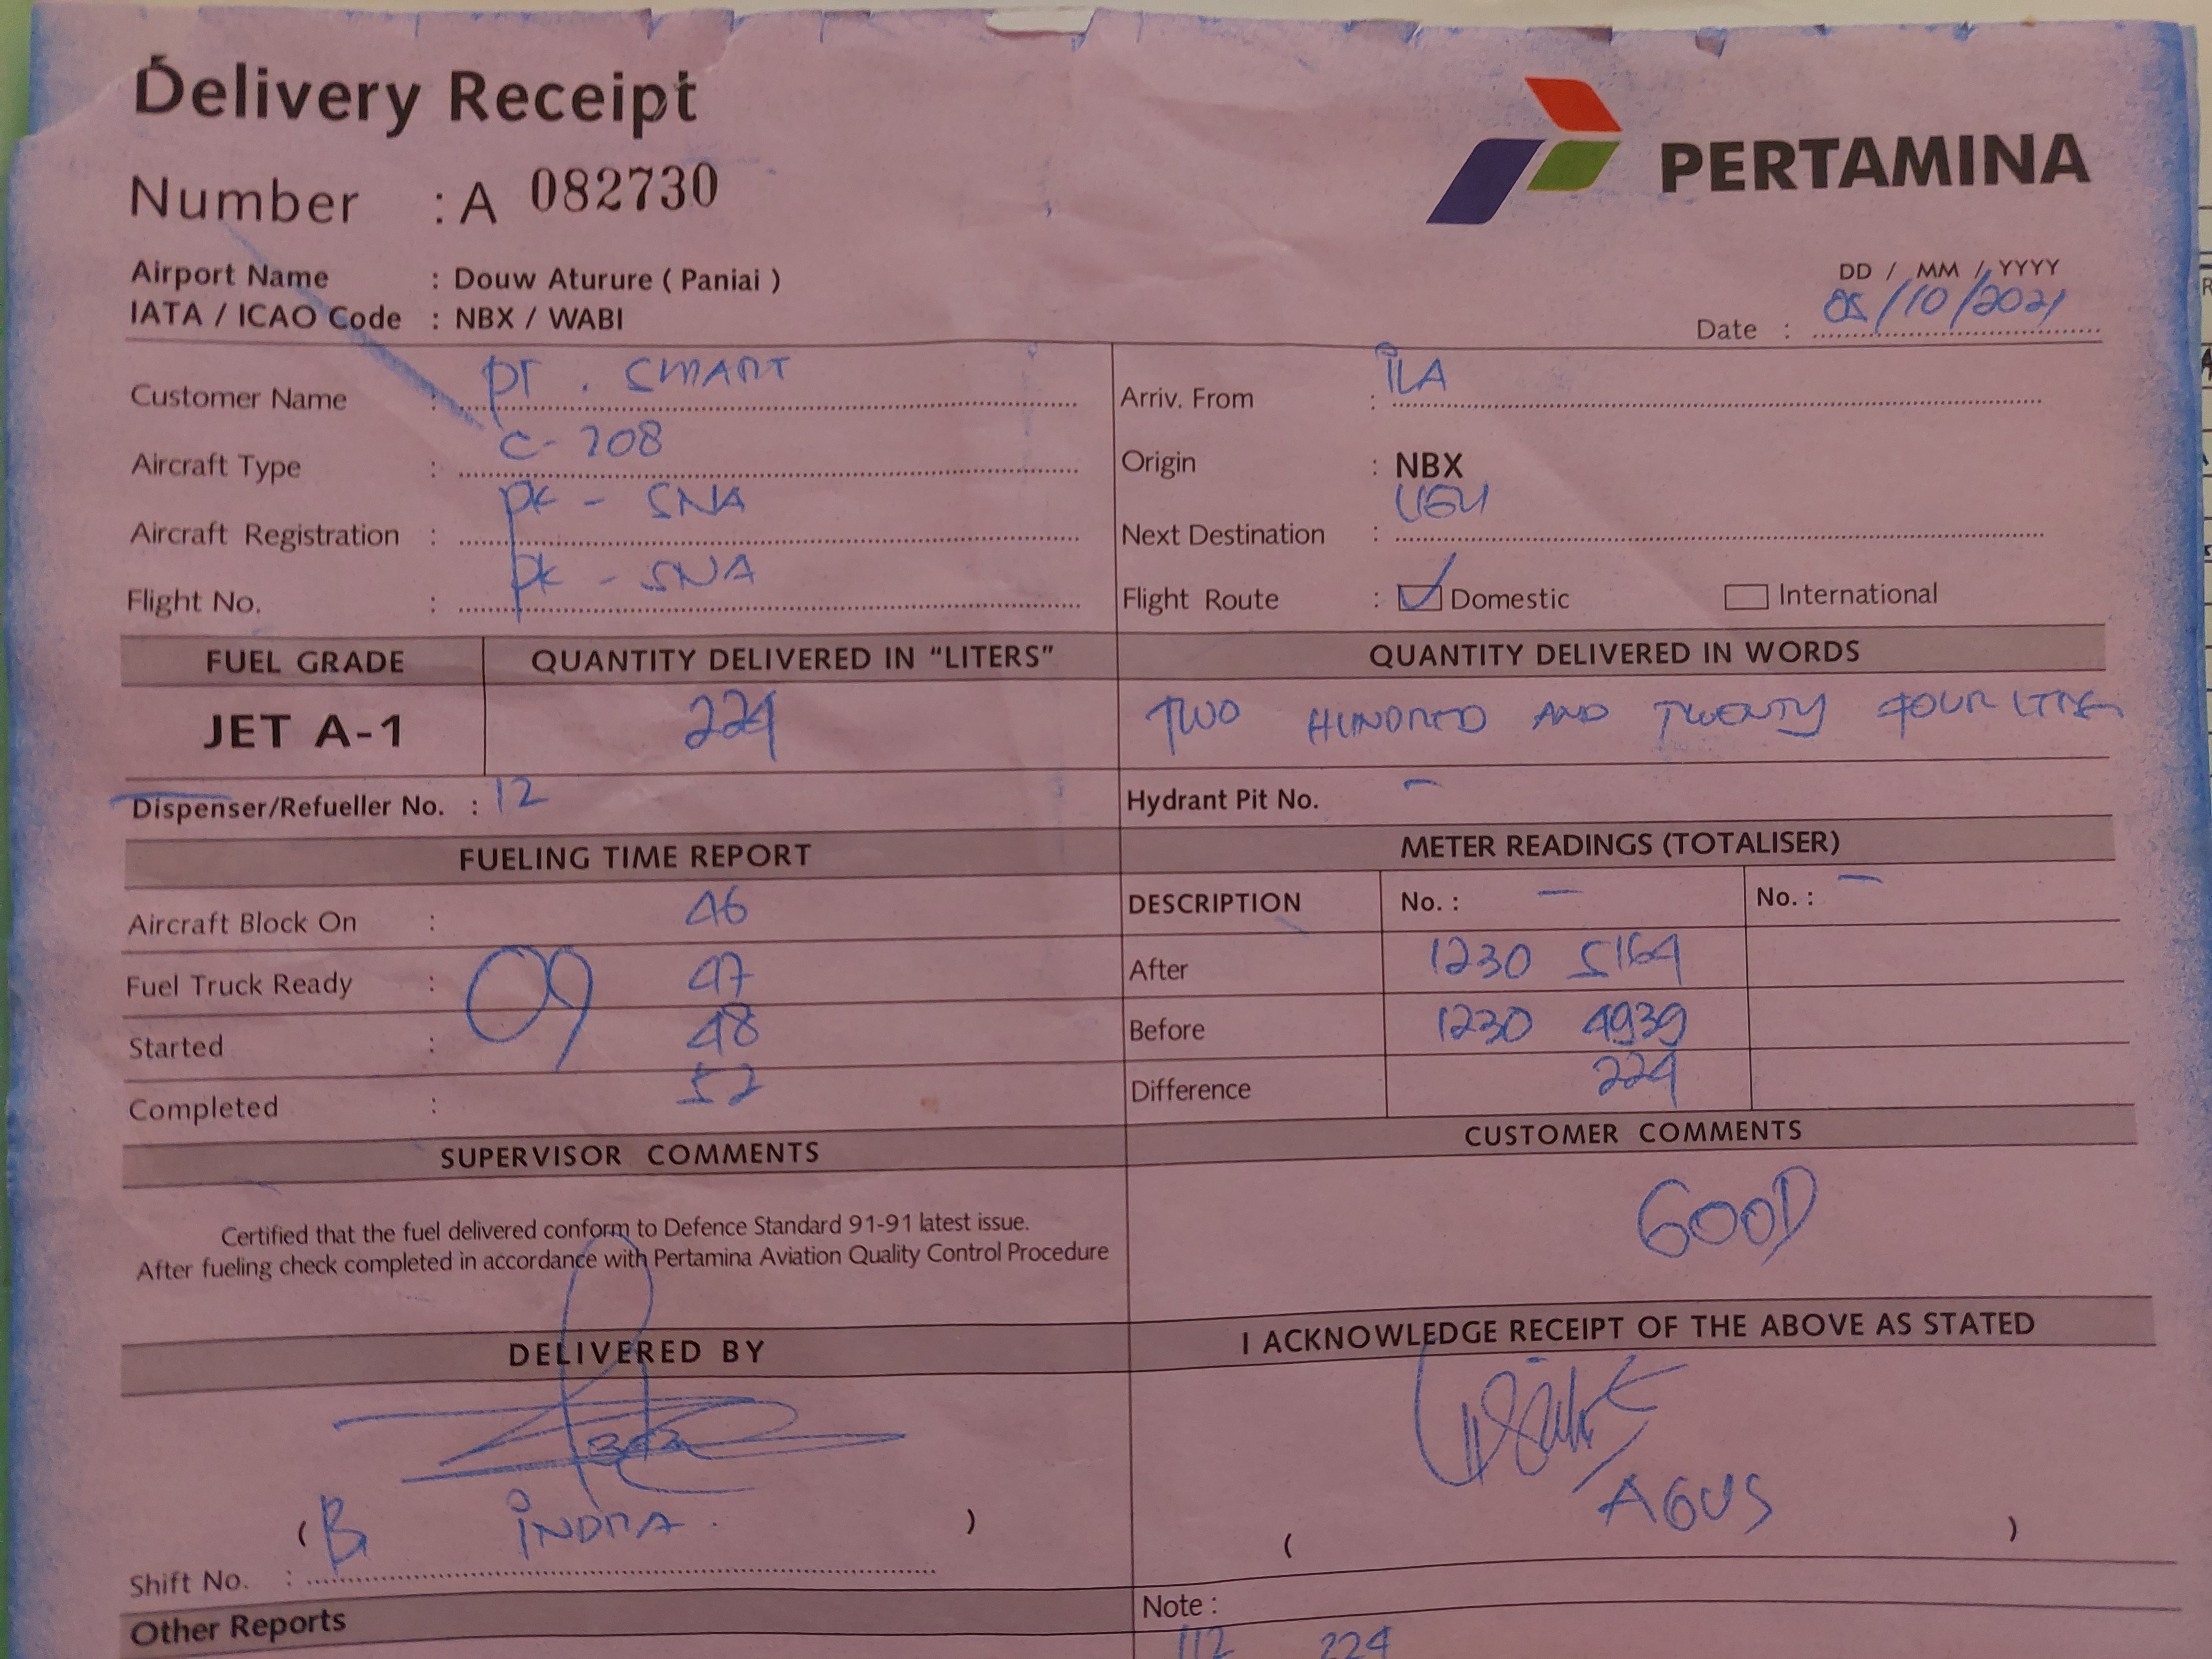 Delivery Receipt
PERTAMINA
Number : A 082730
Airport Name : Douw Aturure ( Paniai )
IATA / ICAO Code : NBX / WABI
DD / MM / YYYY
Date : 05/10/2021
Customer Name : PT. SMART
Arriv. From : ILA
Aircraft Type : C-208
Origin : NBX
Aircraft Registration : PK - SNA
Next Destination :
Flight No. : PK - SNA
Flight Route : Domestic International
FUEL GRADE QUANTITY DELIVERED IN “LITERS” QUANTITY DELIVERED IN WORDS
JET A-1 224 TWO HUNDRED AND TWENTY FOUR
Dispenser/Refueller No. : 12 Hydrant Pit No. -
FUELING TIME REPORT METER READINGS (TOTALISER)
Aircraft Block On : 46
DESCRIPTION No. : - No. : -
Fuel Truck Ready : 09 47
After 1230 5164
Started : 48
Before 1230 4939
Completed : 52
Difference 224
SUPERVISOR COMMENTS CUSTOMER COMMENTS
GOOD
Certified that the fuel delivered conform to Defence Standard 91-91 latest issue.
After fueling check completed in accordance with Pertamina Aviation Quality Control Procedure
DELIVERED BY I ACKNOWLEDGE RECEIPT OF THE ABOVE AS STATED
( B INDRA. ) ( AGUS )
Shift No. :
Other Reports Note :
112 224